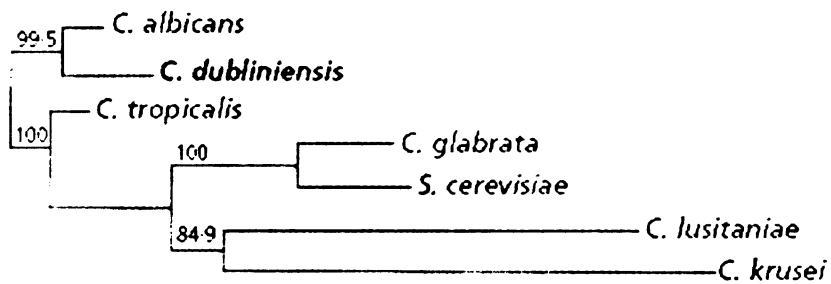 C. albicans
99·5
C. dubliniensis
C. tropicalis
100
C. glabrata
100
S. cerevisiae
C. lusitaniae
84·9
C. krusei